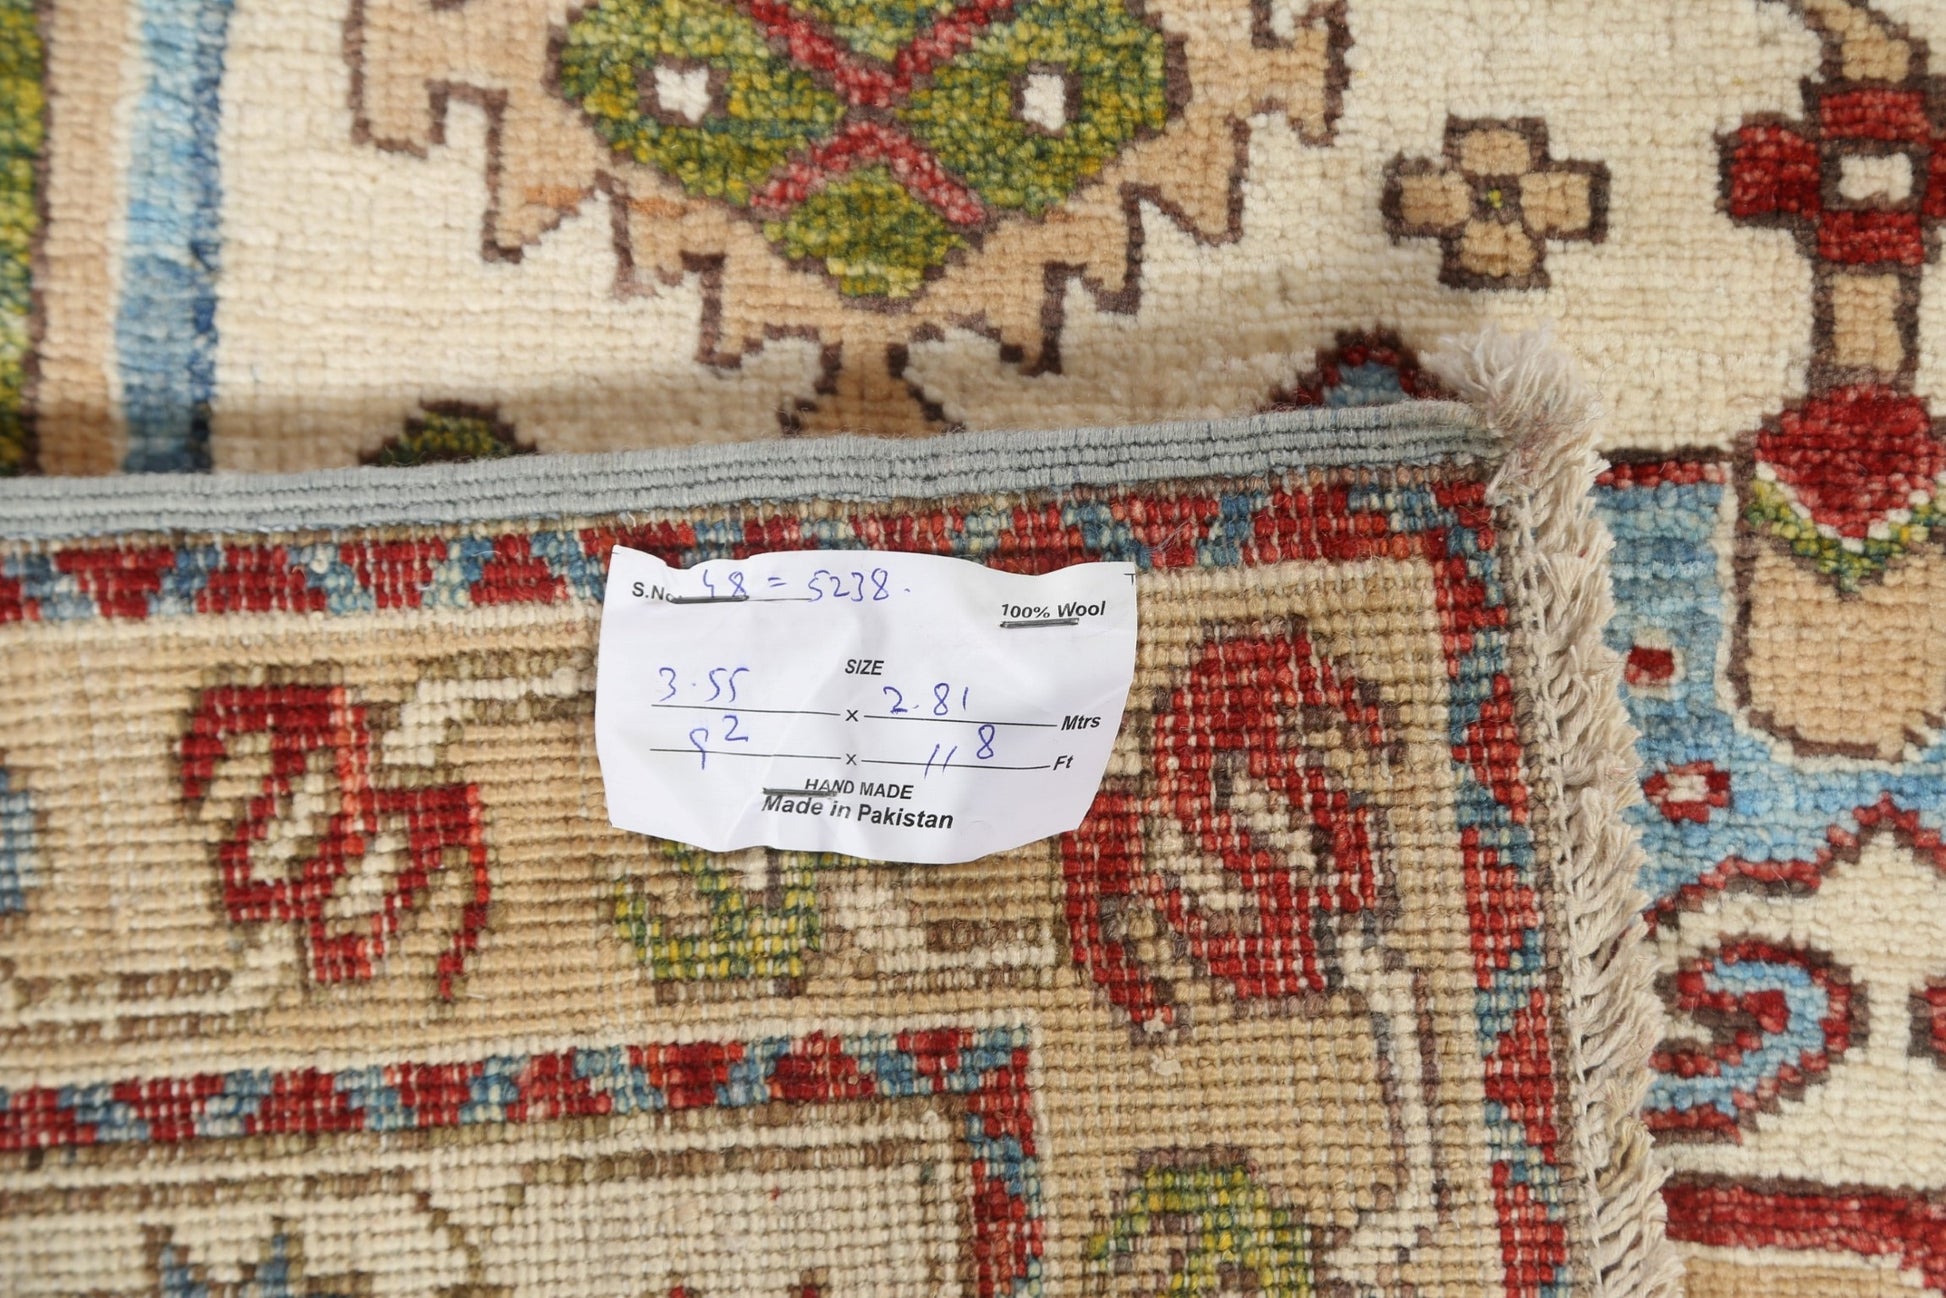 S.No. 48 = 5238.
100% Wool
SIZE
3.55 x 2.81 Mtrs
9 2 x 11 8 Ft
HAND MADE
Made in Pakistan